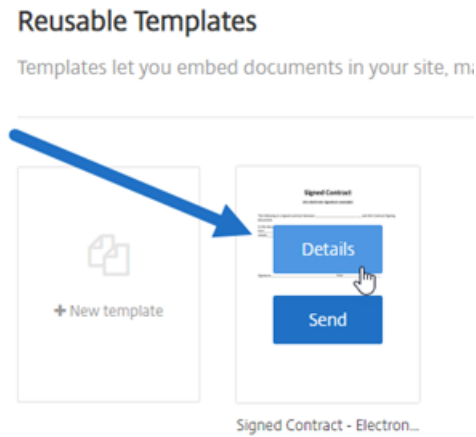 Reusable Templates
Templates let you embed documents in your site, ma
Signed Contract
Details
+ New template
Send
Signed Contract - Electron...